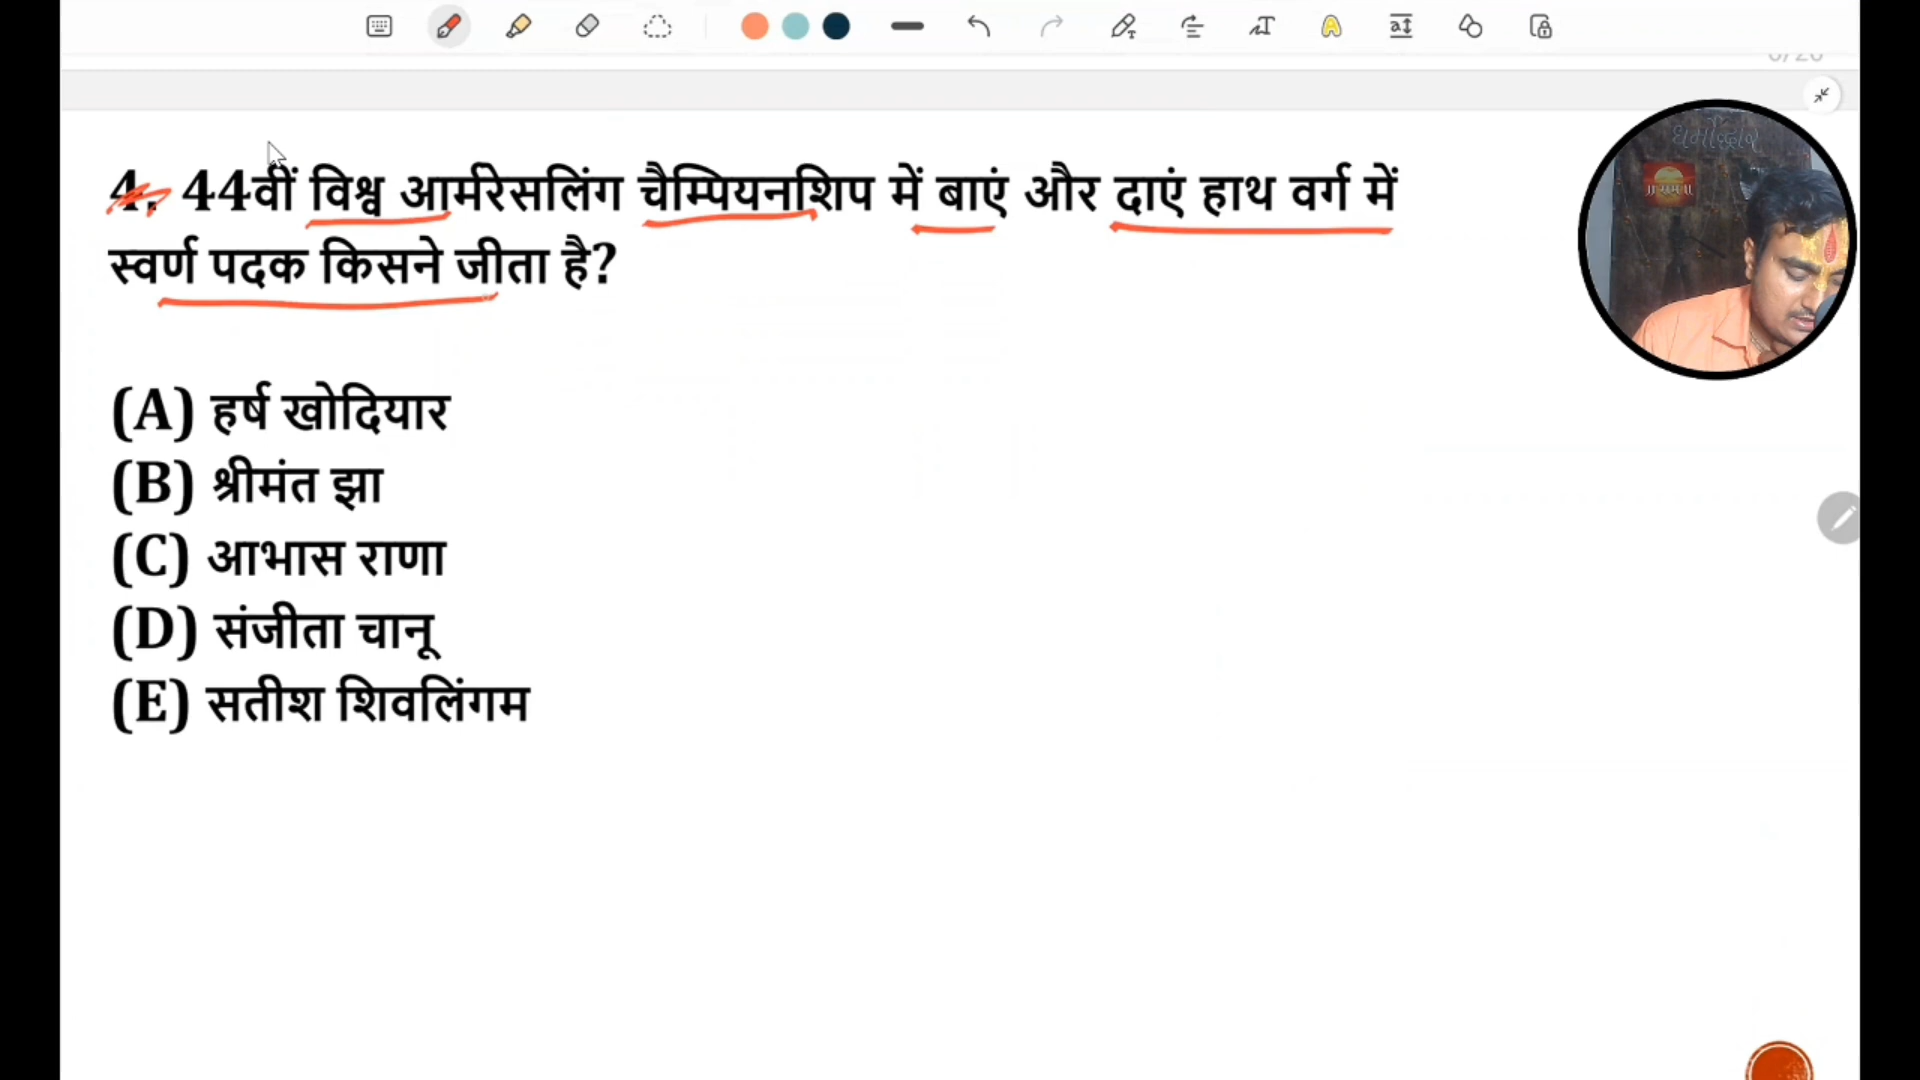 4. 44वीं विश्व आर्मरेसलिंग चैम्पियनशिप में बाएं और दाएं हाथ वर्ग में
स्वर्ण पदक किसने जीता है?
(A) हर्ष खोदियार
(B) श्रीमंत झा
(C) आभास राणा
(D) संजीता चानू
(E) सतीश शिवलिंगम